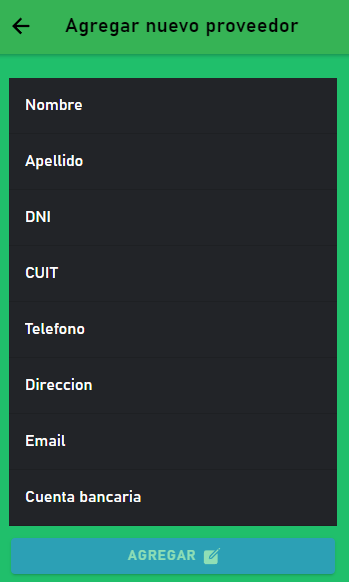 Agregar nuevo proveedor
Nombre
Apellido
DNI
CUIT
Telefono
Direccion
Email
Cuenta bancaria
AGREGAR